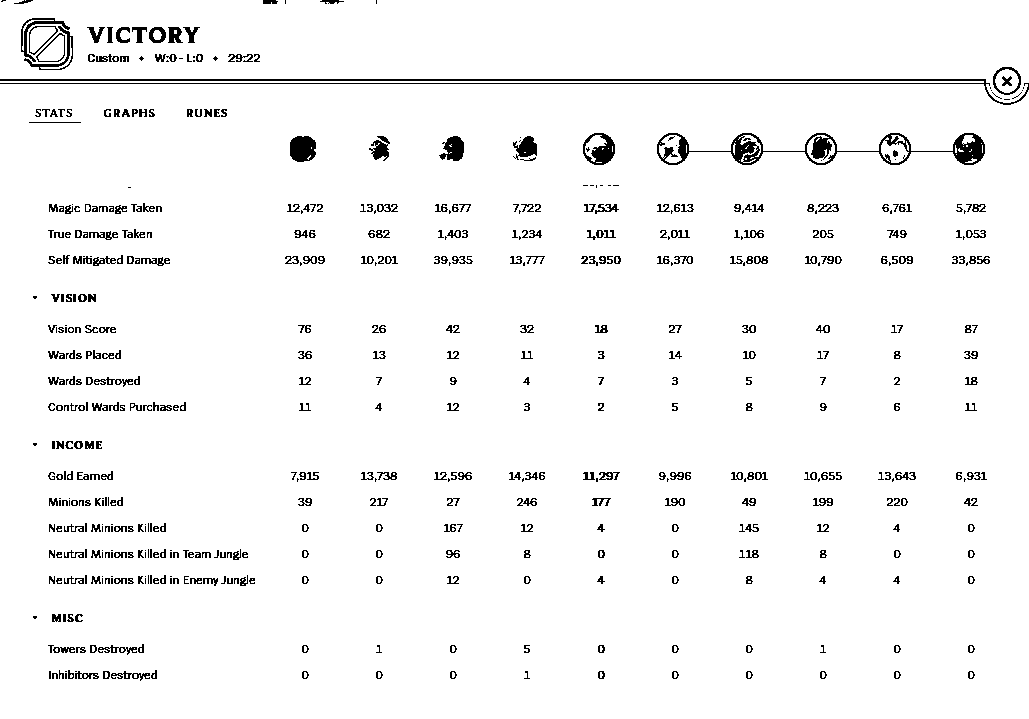 VICTORY
Custom • W:0 - L:0 • 29:22
STATS GRAPHS RUNES
Magic Damage Taken 12,472 13,032 16,677 7,722 17,534 12,613 9,414 8,223 6,761 5,782
True Damage Taken 946 682 1,403 1,234 1,011 2,011 1,106 205 749 1,053
Self Mitigated Damage 23,909 10,201 39,935 13,777 23,950 16,370 15,808 10,790 6,509 33,856
VISION
Vision Score 76 26 42 32 18 27 30 40 17 87
Wards Placed 36 13 12 11 3 14 10 17 8 39
Wards Destroyed 12 7 9 4 7 3 5 7 2 18
Control Wards Purchased 11 4 12 3 2 5 8 9 6 11
INCOME
Gold Earned 7,915 13,738 12,596 14,346 11,297 9,996 10,801 10,655 13,643 6,931
Minions Killed 39 217 27 246 177 190 49 199 220 42
Neutral Minions Killed 0 0 167 12 4 0 145 12 4 0
Neutral Minions Killed in Team Jungle 0 0 96 8 0 0 118 8 0 0
Neutral Minions Killed in Enemy Jungle 0 0 12 0 4 0 8 4 4 0
MISC
Towers Destroyed 0 1 0 5 0 0 0 1 0 0
Inhibitors Destroyed 0 0 0 1 0 0 0 0 0 0